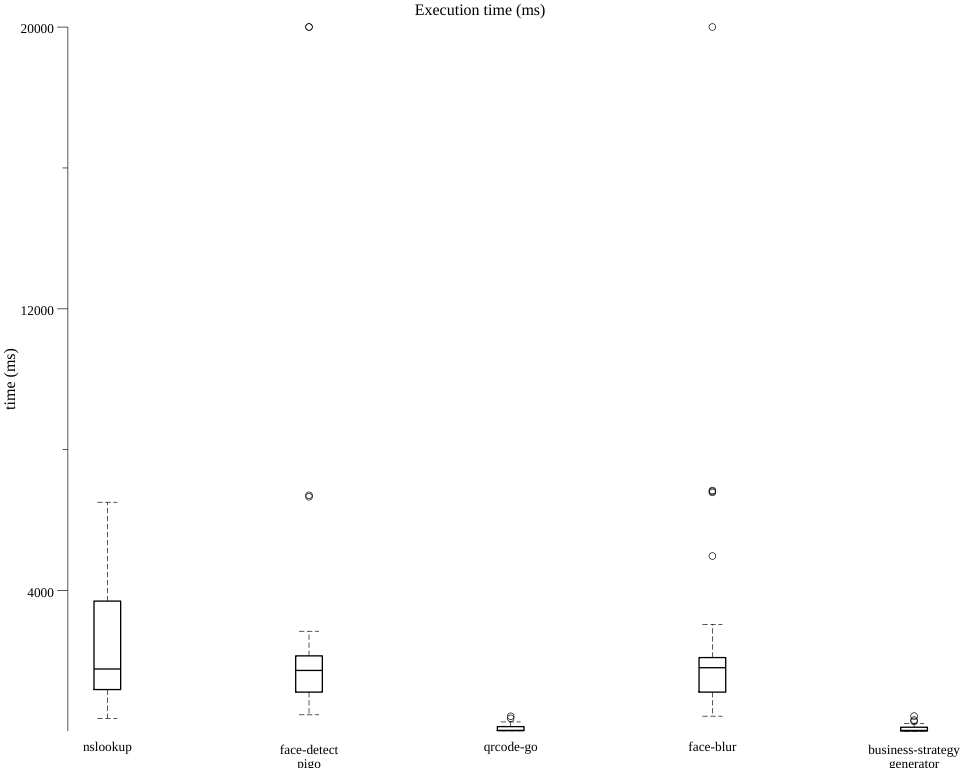 Execution time (ms)
20000
12000
time (ms)
4000
nslookup
face-detect
pigo
qrcode-go
face-blur
business-strategy
generator